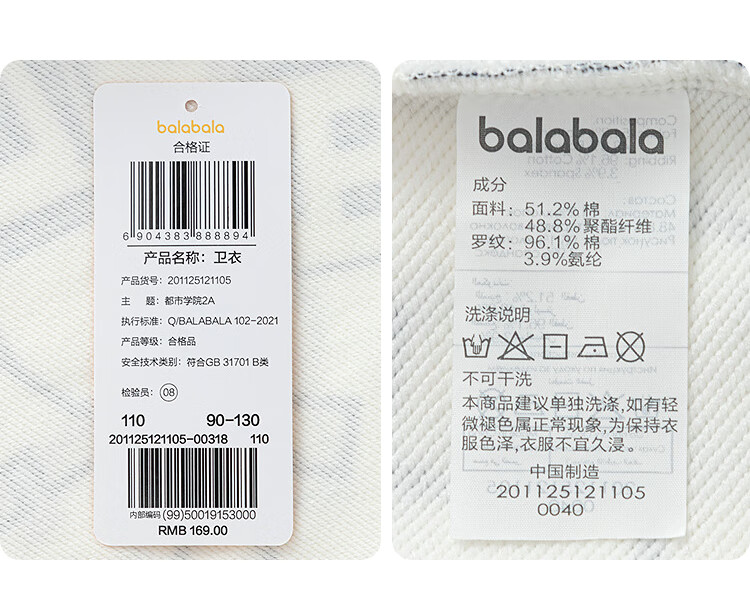 balabala
合格证
6 904383 888894
产品名称：卫衣
产品货号：201125121105
主　题：都市学院2A
执行标准：Q/BALABALA 102-2021
产品等级：合格品
安全技术类别：符合GB 31701 B类
检验员：08
110 90-130
201125121105-00318 110
内部编码 (99)50019153000
RMB 169.00
balabala
成分
面料：51.2% 棉
48.8% 聚酯纤维
罗纹：96.1% 棉
3.9% 氨纶
洗涤说明
不可干洗
本商品建议单独洗涤,如有轻
微褪色属正常现象,为保持衣
服色泽,衣服不宜久浸。
中国制造
201125121105
0040